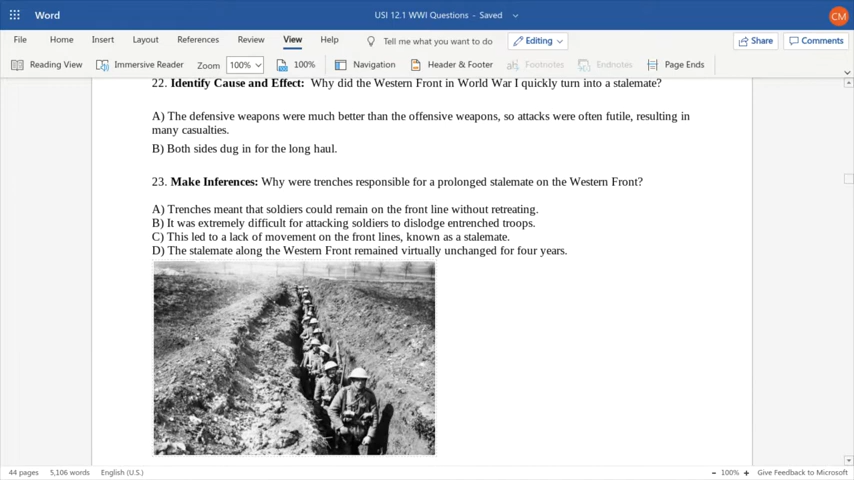 Word
USI 12.1 WWI Questions - Saved
CM
File Home Insert Layout References Review View Help Tell me what you want to do Editing Share Comments
Reading View Immersive Reader Zoom 100% 100% Navigation Header & Footer Footnotes Endnotes Page Ends
22. Identify Cause and Effect: Why did the Western Front in World War I quickly turn into a stalemate?
A) The defensive weapons were much better than the offensive weapons, so attacks were often futile, resulting in
many casualties.
B) Both sides dug in for the long haul.
23. Make Inferences: Why were trenches responsible for a prolonged stalemate on the Western Front?
A) Trenches meant that soldiers could remain on the front line without retreating.
B) It was extremely difficult for attacking soldiers to dislodge entrenched troops.
C) This led to a lack of movement on the front lines, known as a stalemate.
D) The stalemate along the Western Front remained virtually unchanged for four years.
44 pages 5,106 words English (U.S.) - 100% + Give Feedback to Microsoft